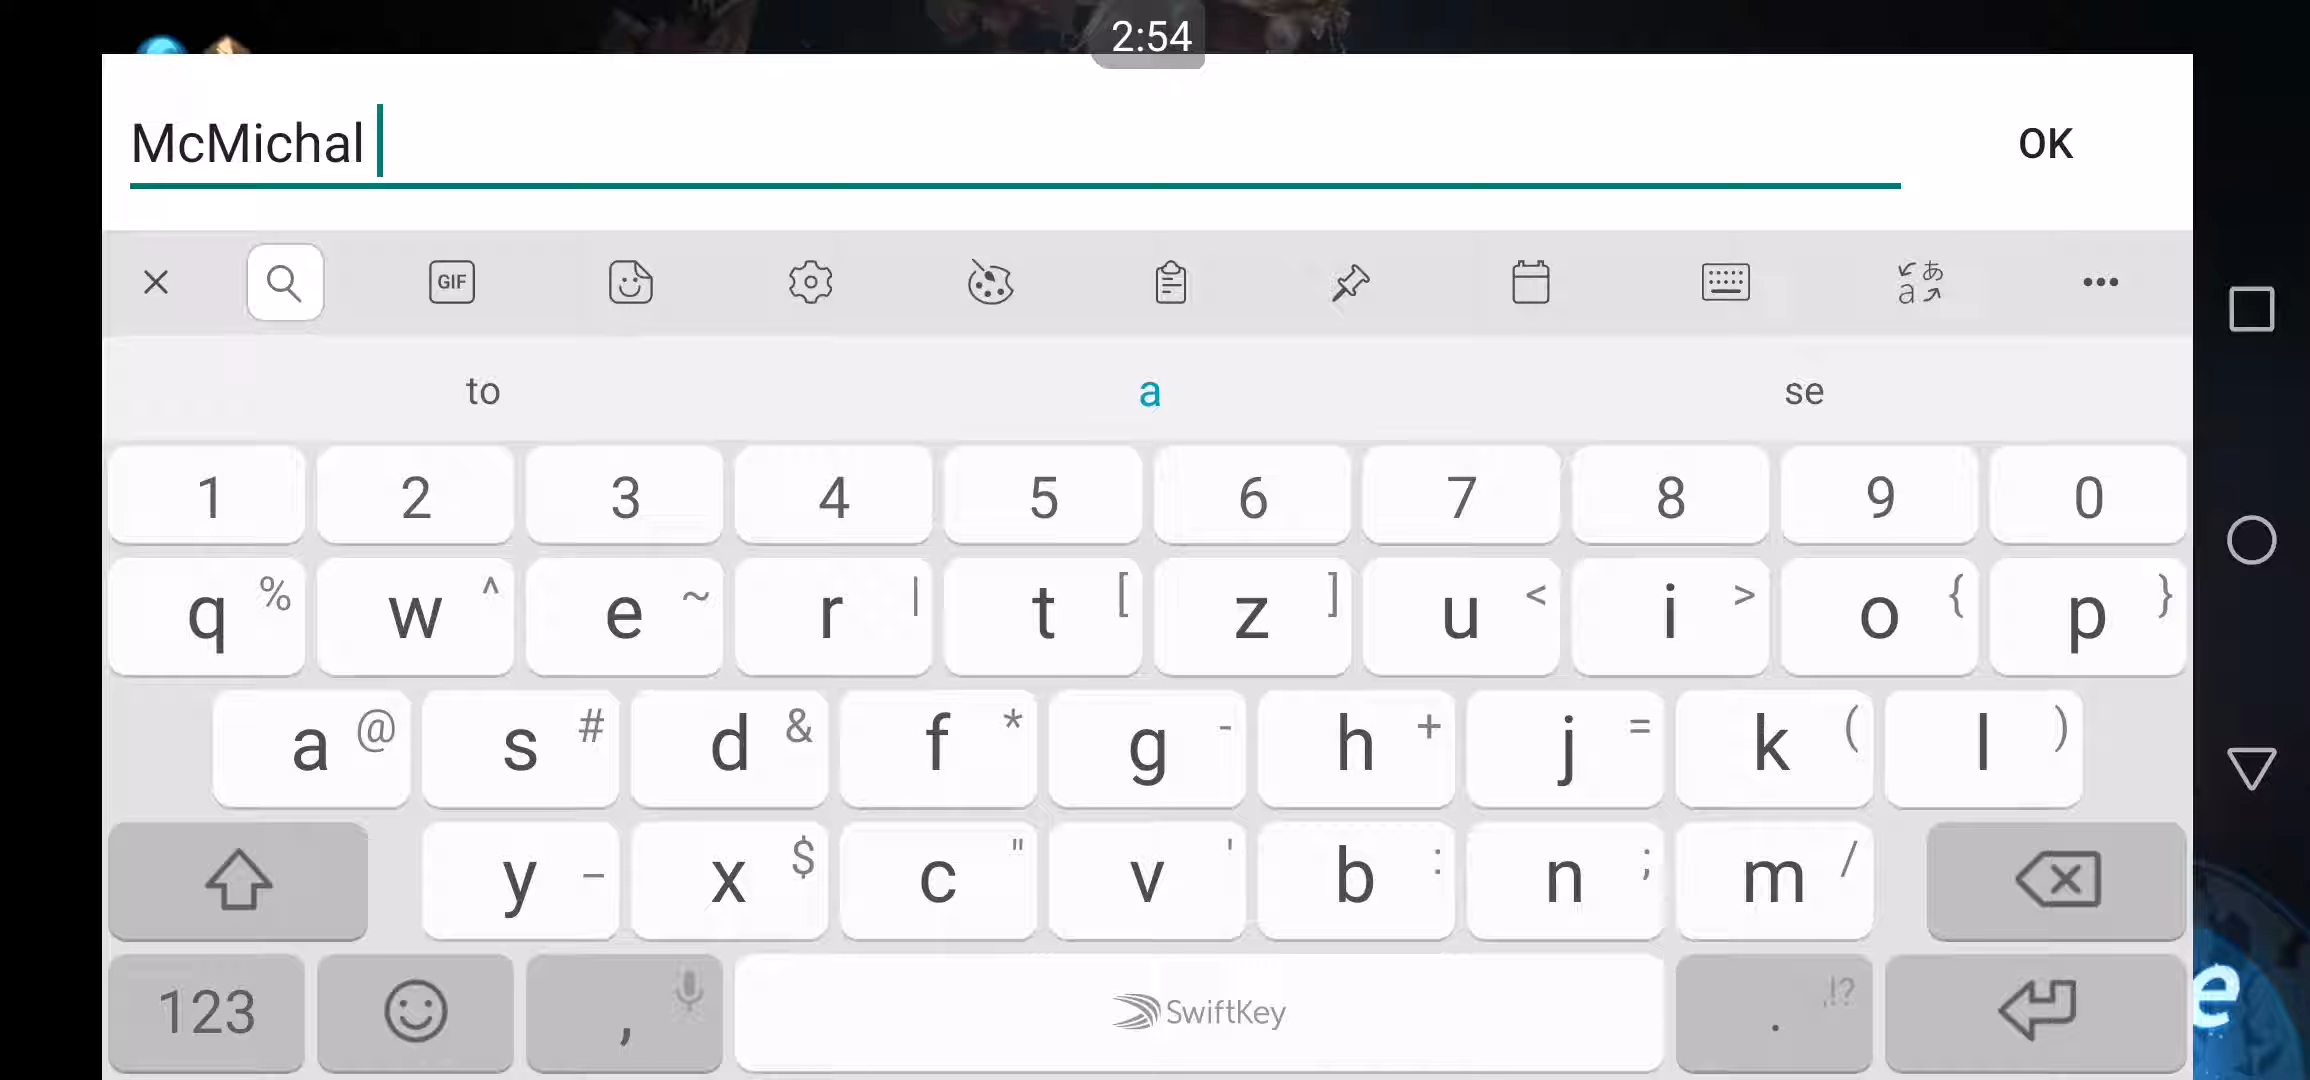 2:54
McMichal
OK
GIF
あ
a
to a se
1 2 3 4 5 6 7 8 9 0
q % w ^ e ~ r | t [ z ] u < i > o { p }
a @ s # d & f * g - h + j = k ( l )
y _ x $ c " v ' b : n ; m /
123 , SwiftKey . ,!?
e